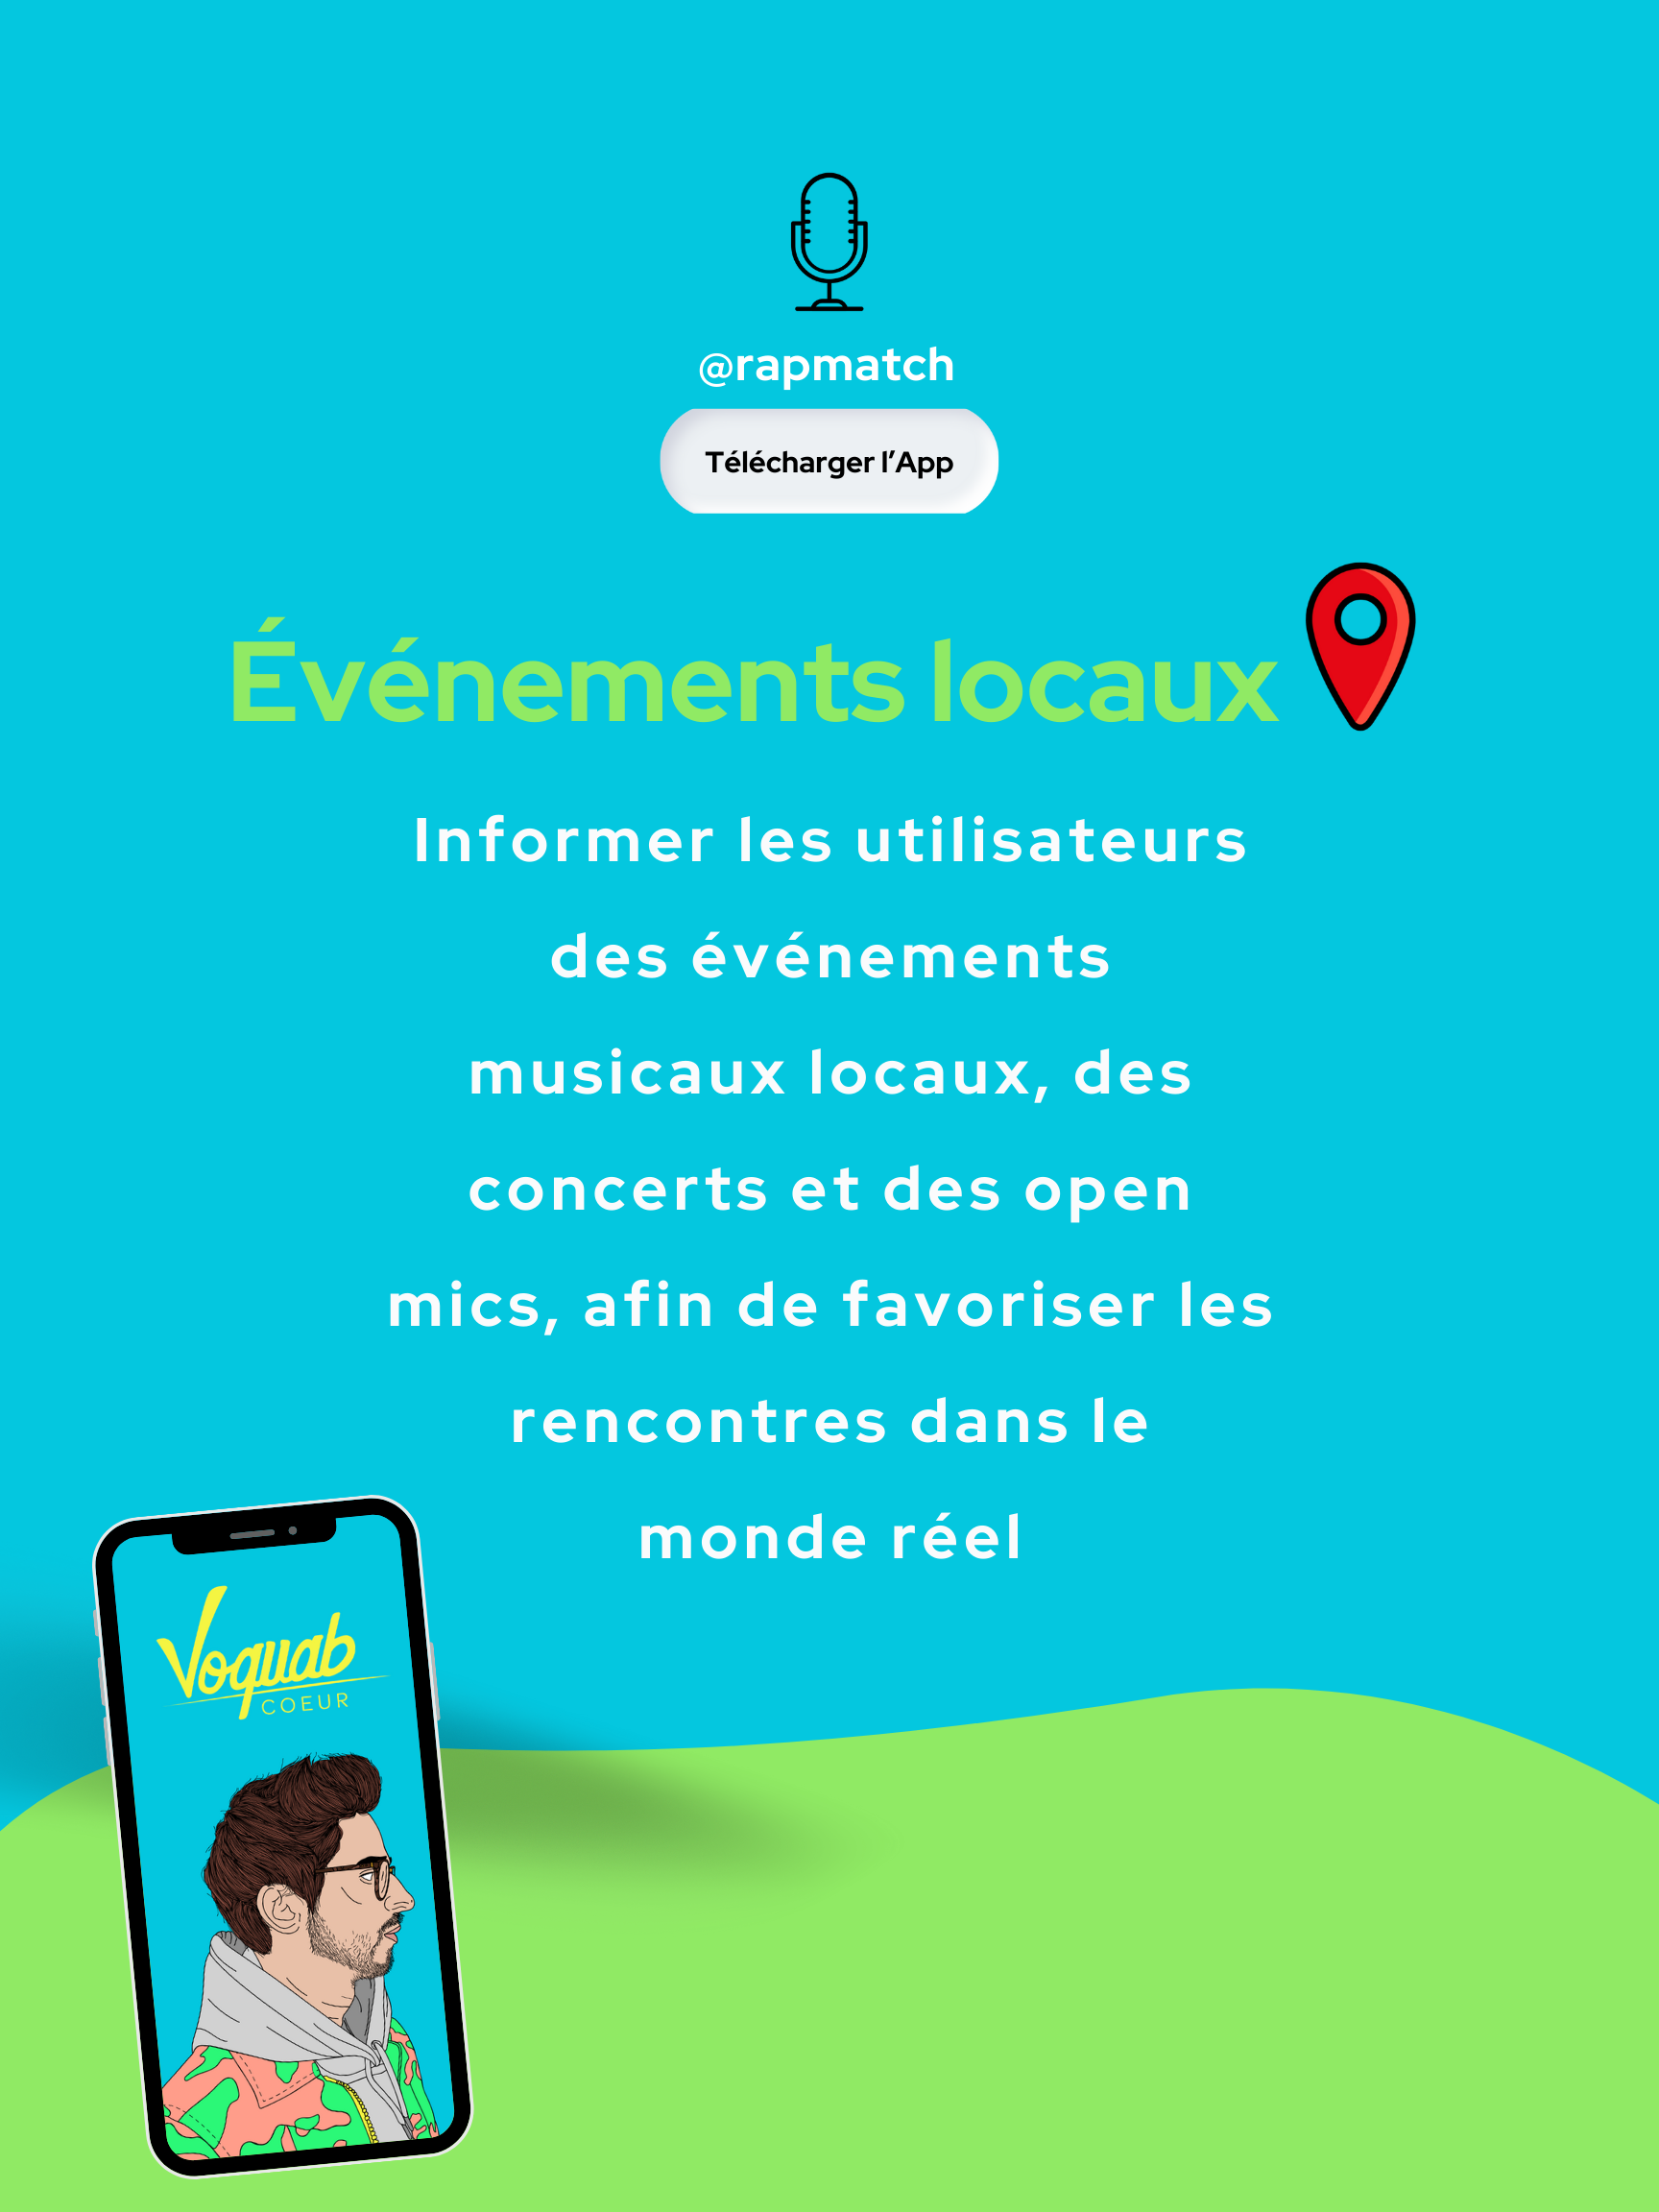 @rapmatch
Télécharger l’App
Événements locaux
Informer les utilisateurs
des événements
musicaux locaux, des
concerts et des open
mics, afin de favoriser les
rencontres dans le
monde réel
Voquab
COEUR